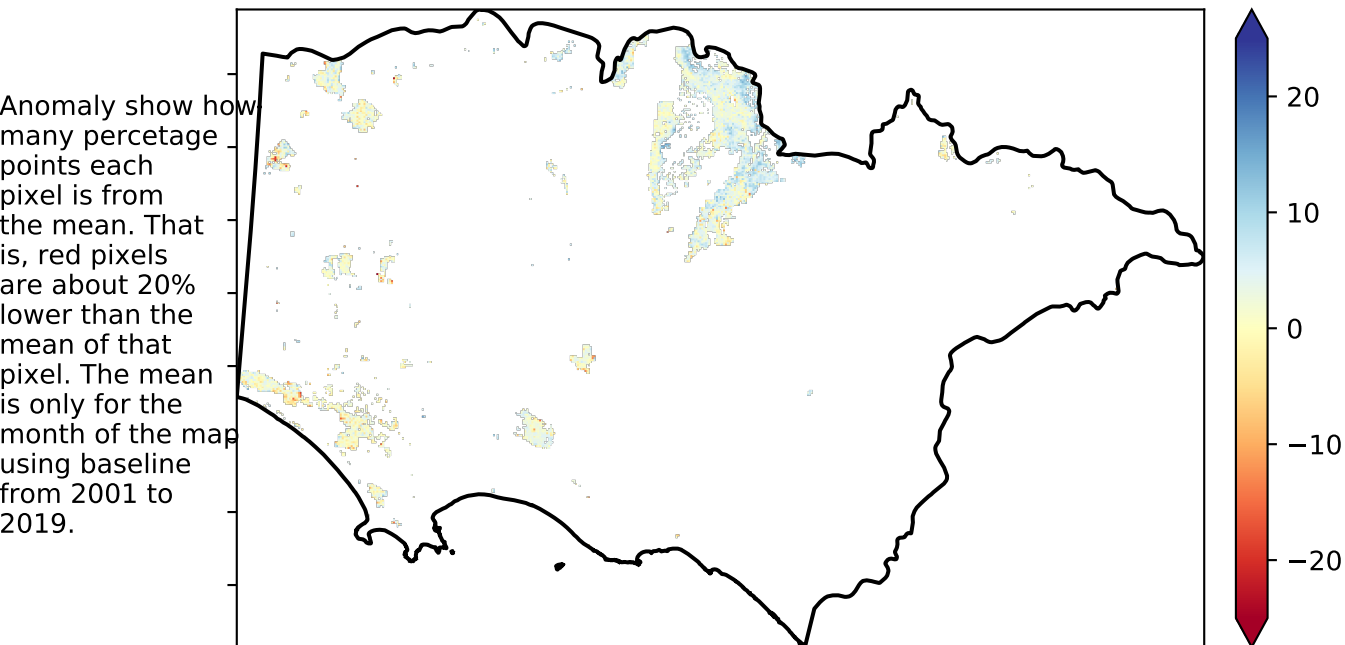 Anomaly show how
many percetage
points each
pixel is from
the mean. That
is, red pixels
are about 20%
lower than the
mean of that
pixel. The mean
is only for the
month of the map
using baseline
from 2001 to
2019.
20
10
0
−10
−20